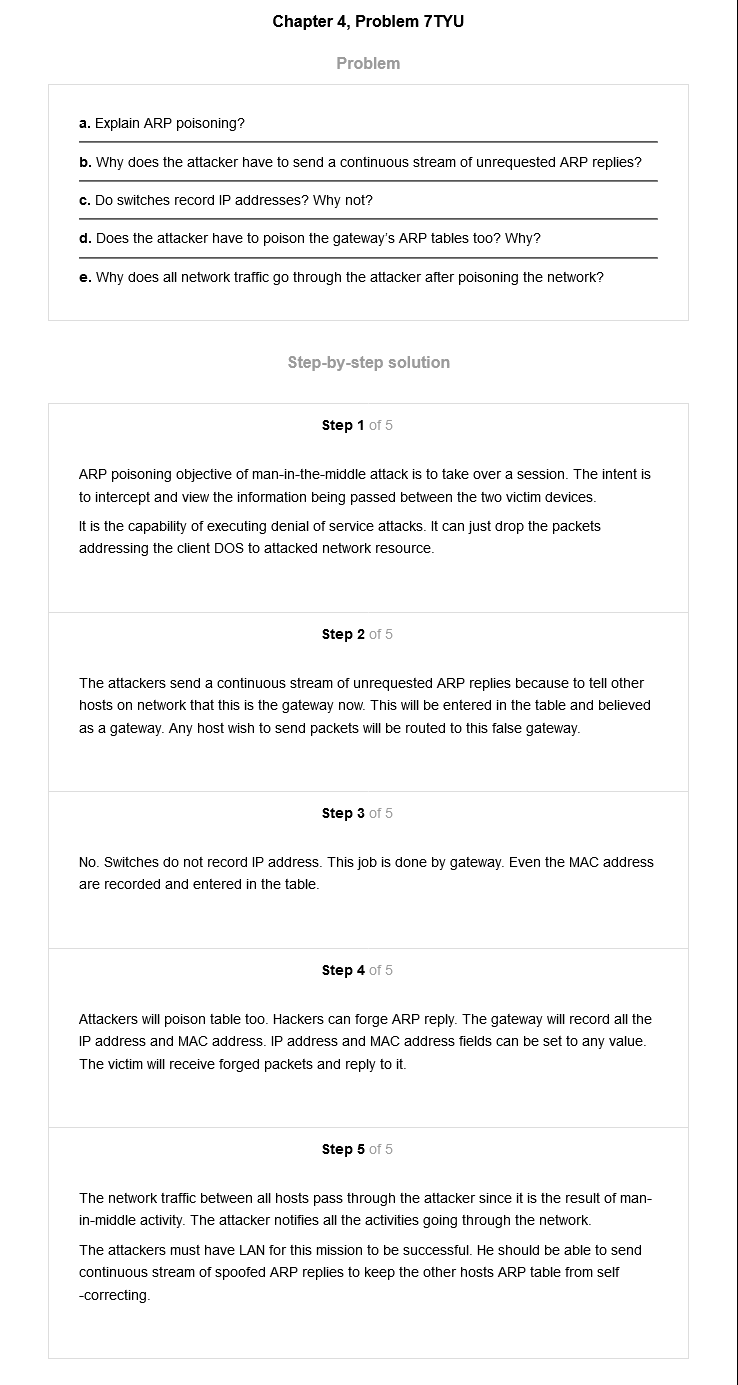 Chapter 4, Problem 7TYU
Problem
a. Explain ARP poisoning?
b. Why does the attacker have to send a continuous stream of unrequested ARP replies?
c. Do switches record IP addresses? Why not?
d. Does the attacker have to poison the gateway's ARP tables too? Why?
e. Why does all network traffic go through the attacker after poisoning the network?
Step-by-step solution
Step 1 of 5
ARP poisoning objective of man-in-the-middle attack is to take over a session. The intent is
to intercept and view the information being passed between the two victim devices.
It is the capability of executing denial of service attacks. It can just drop the packets
addressing the client DOS to attacked network resource.
Step 2 of 5
The attackers send a continuous stream of unrequested ARP replies because to tell other
hosts on network that this is the gateway now. This will be entered in the table and believed
as a gateway. Any host wish to send packets will be routed to this false gateway.
Step 3 of 5
No. Switches do not record IP address. This job is done by gateway. Even the MAC address
are recorded and entered in the table.
Step 4 of 5
Attackers will poison table too. Hackers can forge ARP reply. The gateway will record all the
IP address and MAC address. IP address and MAC address fields can be set to any value.
The victim will receive forged packets and reply to it.
Step 5 of 5
The network traffic between all hosts pass through the attacker since it is the result of man-
in-middle activity. The attacker notifies all the activities going through the network.
The attackers must have LAN for this mission to be successful. He should be able to send
continuous stream of spoofed ARP replies to keep the other hosts ARP table from self
-correcting.